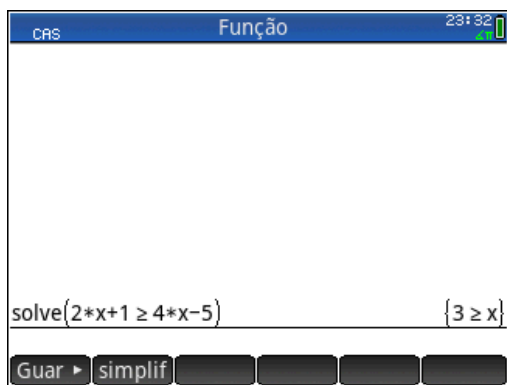 CAS Função 23:32
∡π
solve(2*x+1 ≥ 4*x−5) {3 ≥ x}
Guar ► simplif